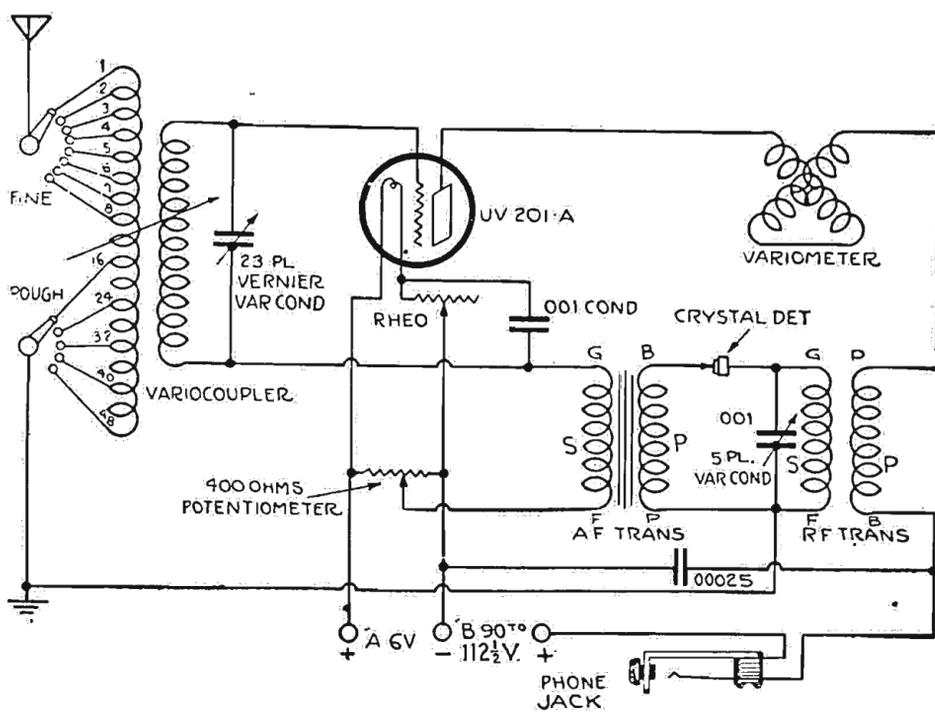 1
2
3
4
5
6
7
8
FINE
16
ROUGH
24
32
40
48
VARIOCOUPLER
23 PL
VERNIER
VAR COND
UV 201-A
RHEO
001 COND
VARIOMETER
CRYSTAL DET
G
B
G
P
S
P
001
5 PL.
VAR COND
S
P
400 OHMS
POTENTIOMETER
F
P
AF TRANS
F
B
RF TRANS
00025
A 6V
+
B 90 TO
112½ V.
-
+
PHONE
JACK